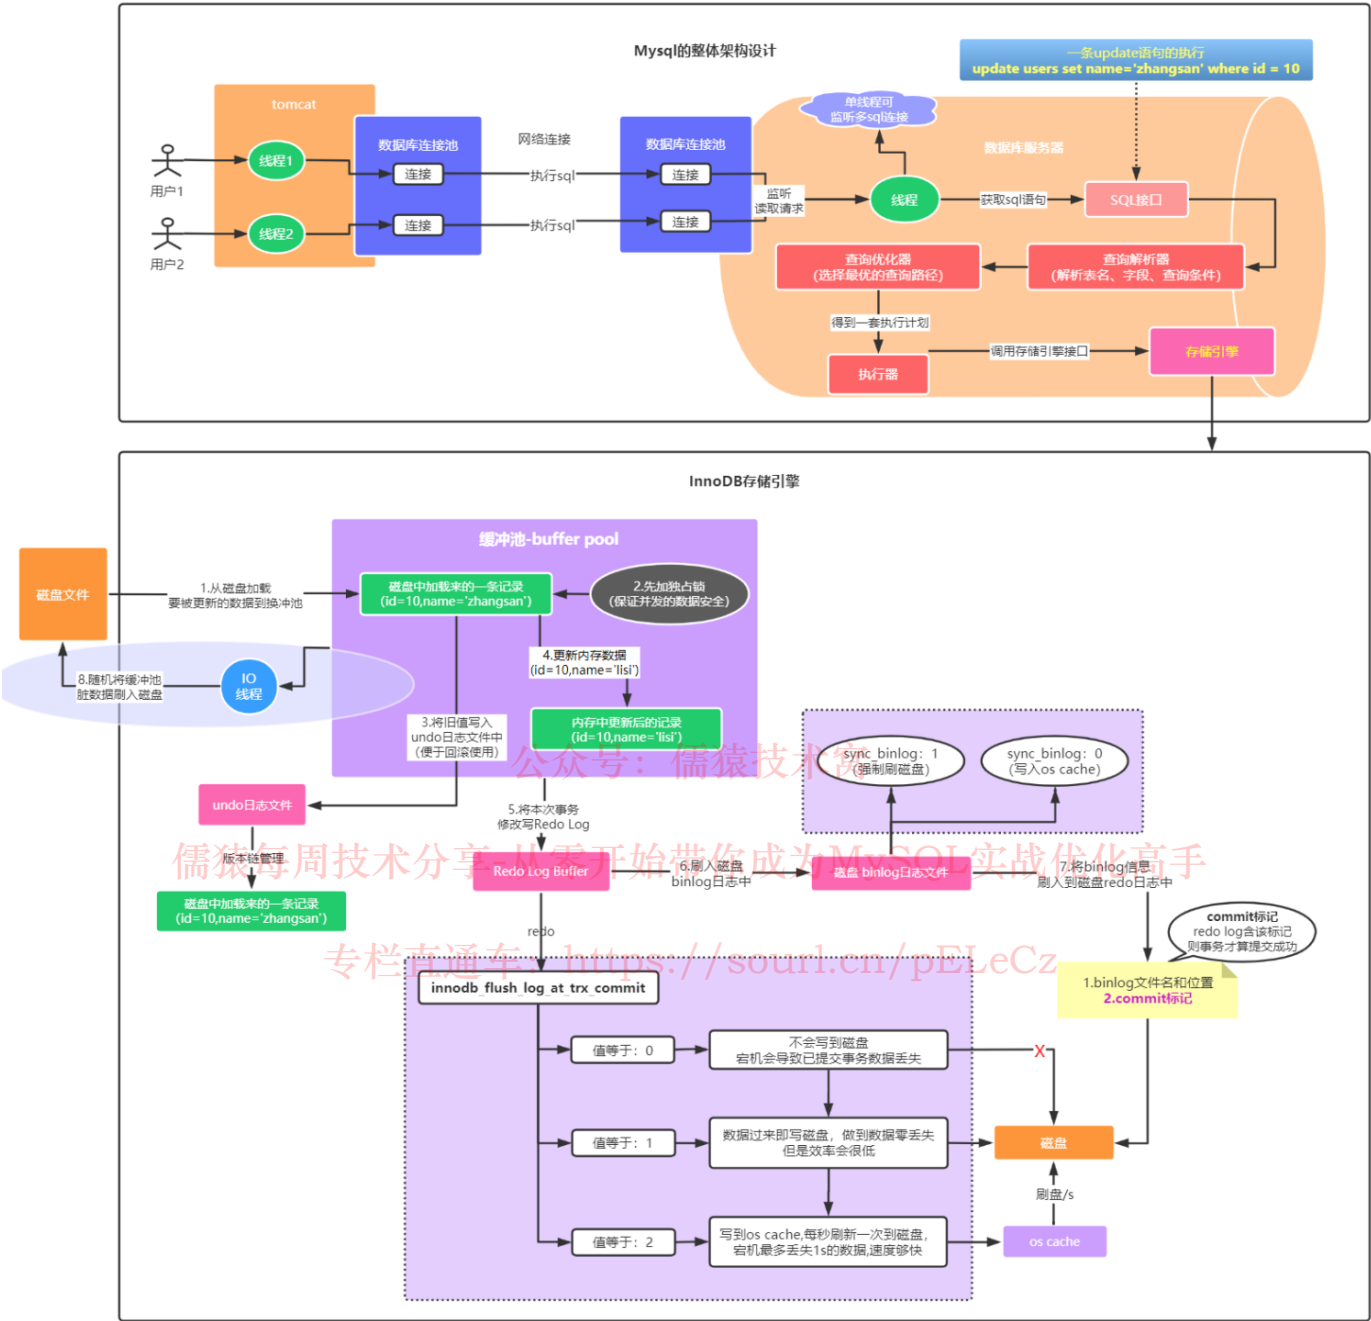 Mysql的整体架构设计
一条update语句的执行
update users set name='zhangsan' where id = 10
tomcat
线程1
线程2
用户1
用户2
数据库连接池
连接
连接
网络连接
执行sql
执行sql
数据库连接池
连接
连接
监听
读取请求
单线程可
监听多sql连接
数据库服务器
线程
获取sql语句
SQL接口
查询优化器
(选择最优的查询路径)
查询解析器
(解析表名、字段、查询条件)
得到一套执行计划
执行器
调用存储引擎接口
存储引擎
InnoDB存储引擎
缓冲池-buffer pool
磁盘文件
1.从磁盘加载
要被更新的数据到换冲池
磁盘中加载来的一条记录
(id=10,name='zhangsan')
2.先加独占锁
(保证并发的数据安全)
4.更新内存数据
(id=10,name='lisi')
IO
线程
8.随机将缓冲池
脏数据刷入磁盘
3.将旧值写入
undo日志文件中
(便于回滚使用)
内存中更新后的记录
(id=10,name='lisi')
公众号：儒猿技术窝
sync_binlog：1
(强制刷磁盘)
sync_binlog：0
(写入os cache)
undo日志文件
5.将本次事务
修改写Redo Log
版本链管理
儒猿每周技术分享-从零开始带你成为MySQL实战优化高手
Redo Log Buffer
6.刷入磁盘
binlog日志中
磁盘 binlog日志文件
7.将binlog信息
刷入到磁盘redo日志中
磁盘中加载来的一条记录
(id=10,name='zhangsan')
commit标记
redo log含该标记
则事务才算提交成功
redo
专栏直通车：https://sourl.cn/pELeCz
1.binlog文件名和位置
2.commit标记
innodb_flush_log_at_trx_commit
值等于：0
不会写到磁盘
宕机会导致已提交事务数据丢失
X
值等于：1
数据过来即写磁盘，做到数据零丢失
但是效率会很低
磁盘
刷盘/s
值等于：2
写到os cache,每秒刷新一次到磁盘，
宕机最多丢失1s的数据,速度够快
os cache